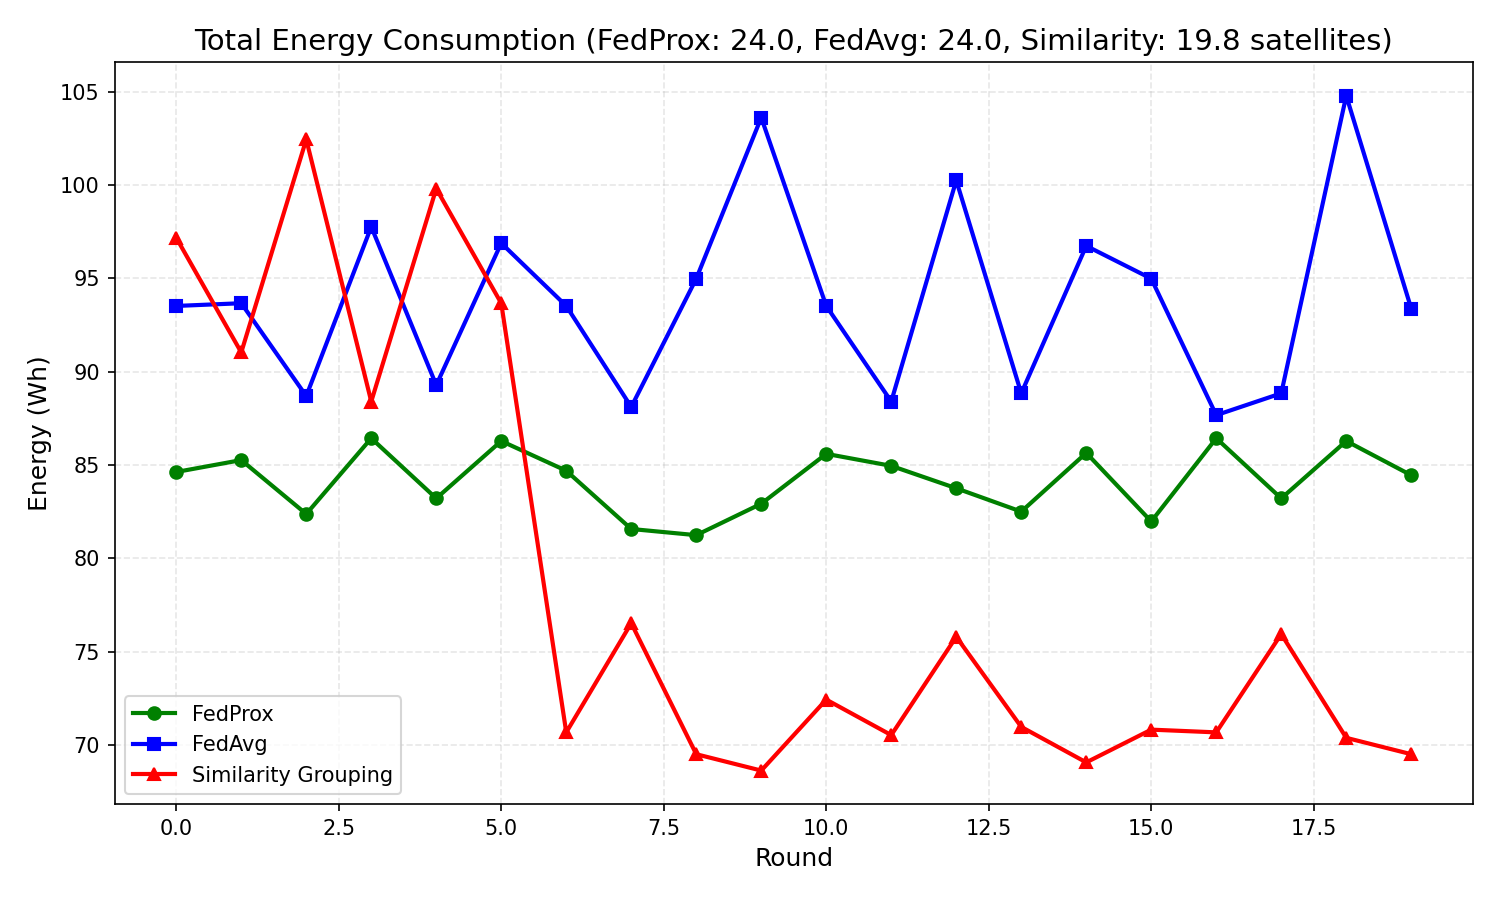 Total Energy Consumption (FedProx: 24.0, FedAvg: 24.0, Similarity: 19.8 satellites)
105
100
95
90
85
80
75
70
Energy (Wh)
FedProx
FedAvg
Similarity Grouping
0.0 2.5 5.0 7.5 10.0 12.5 15.0 17.5
Round